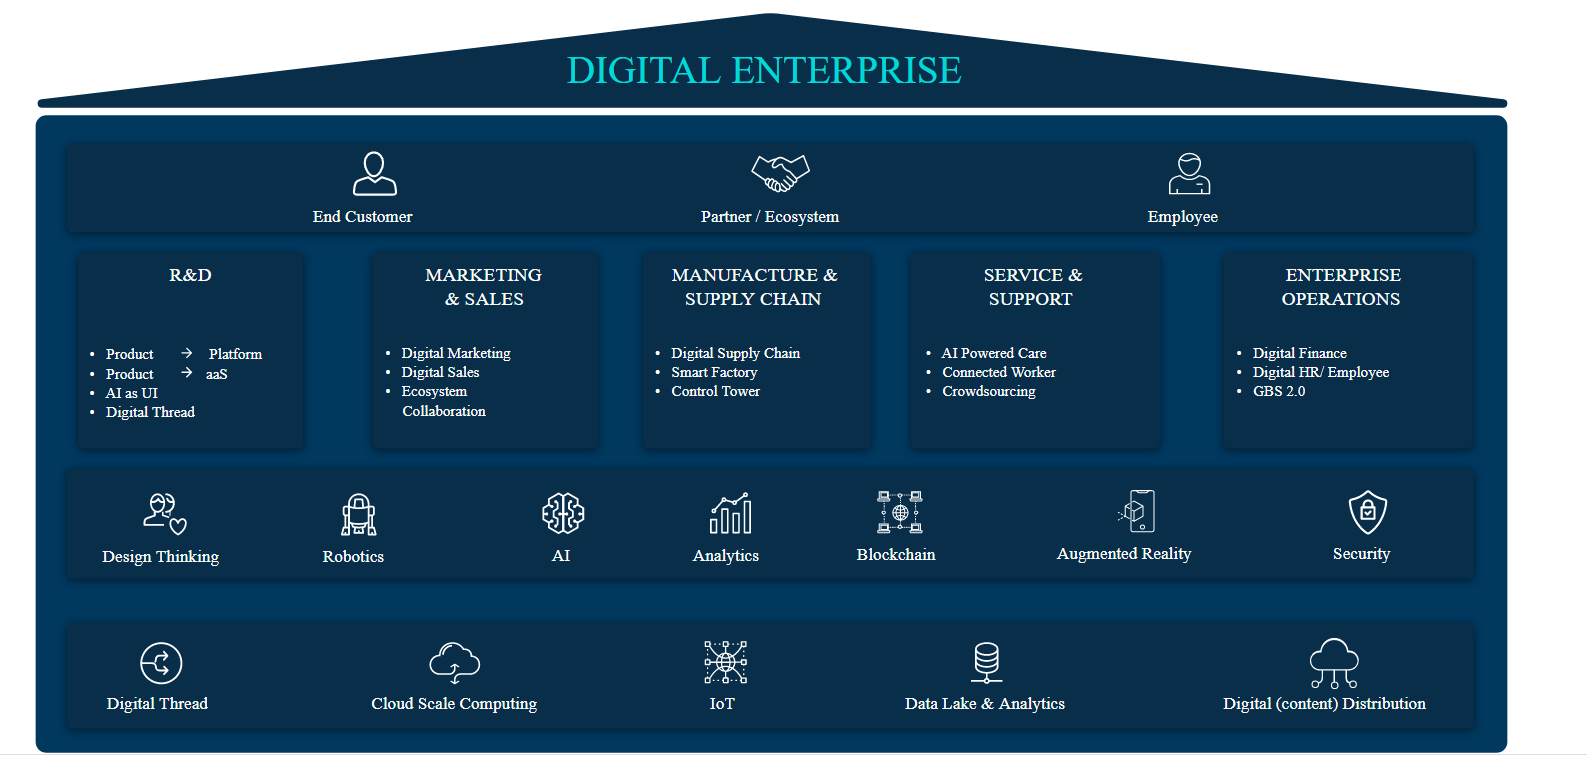 DIGITAL ENTERPRISE
End Customer
Partner / Ecosystem
Employee
R&D
• Product → Platform
• Product → aaS
• AI as UI
• Digital Thread
MARKETING
& SALES
• Digital Marketing
• Digital Sales
• Ecosystem
Collaboration
MANUFACTURE &
SUPPLY CHAIN
• Digital Supply Chain
• Smart Factory
• Control Tower
SERVICE &
SUPPORT
• AI Powered Care
• Connected Worker
• Crowdsourcing
ENTERPRISE
OPERATIONS
• Digital Finance
• Digital HR/ Employee
• GBS 2.0
Design Thinking
Robotics
AI
Analytics
Blockchain
Augmented Reality
Security
Digital Thread
Cloud Scale Computing
IoT
Data Lake & Analytics
Digital (content) Distribution